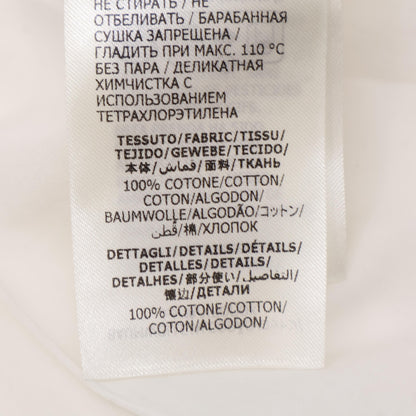 НЕ СТИРАТЬ / НЕ
ОТБЕЛИВАТЬ / БАРАБАННАЯ
СУШКА ЗАПРЕЩЕНА /
ГЛАДИТЬ ПРИ МАКС. 110 °C
БЕЗ ПАРА / ДЕЛИКАТНАЯ
ХИМЧИСТКА С
ИСПОЛЬЗОВАНИЕМ
ТЕТРАХЛОРЭТИЛЕНА
TESSUTO/FABRIC/TISSU/
TEJIDO/GEWEBE/TECIDO/
本体/قماش/面料/ТКАНЬ
100% COTONE/COTTON/
COTON/ALGODON/
BAUMWOLLE/ALGODÃO/コットン/
قطن/棉/ХЛОПОК
DETTAGLI/DETAILS/DÉTAILS/
DETALLES/DETAILS/
DETALHES/部分使い/التفاصيل/
镶边/ДЕТАЛИ
100% COTONE/COTTON/
COTON/ALGODON/